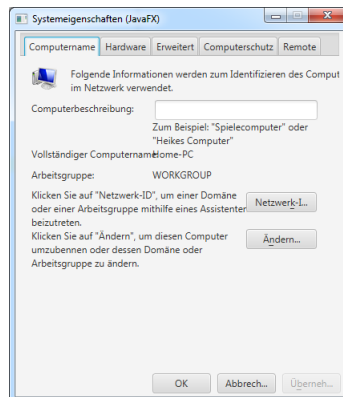 Systemeigenschaften (JavaFX)
Computername Hardware Erweitert Computerschutz Remote
Folgende Informationen werden zum Identifizieren des Comput
im Netzwerk verwendet.
Computerbeschreibung:
Zum Beispiel: "Spielecomputer" oder
"Heikes Computer"
Vollständiger Computername Home-PC
Arbeitsgruppe: WORKGROUP
Klicken Sie auf "Netzwerk-ID", um einer Domäne
oder einer Arbeitsgruppe mithilfe eines Assistenten
beizutreten.
Netzwerk-I...
Klicken Sie auf "Ändern", um diesen Computer
umzubennen oder dessen Domäne oder
Arbeitsgruppe zu ändern.
Ändern...
OK Abbrech... Überneh...